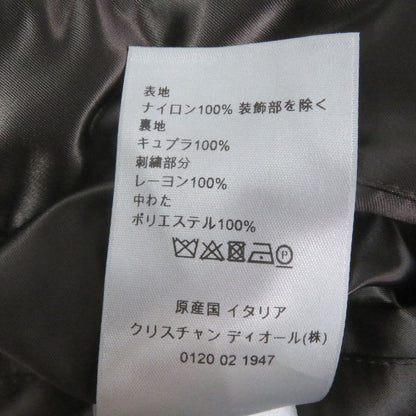 表地
ナイロン100% 装飾部を除く
裏地
キュプラ100%
刺繍部分
レーヨン100%
中わた
ポリエステル100%
P
原産国 イタリア
クリスチャン ディオール(株)
0120 02 1947